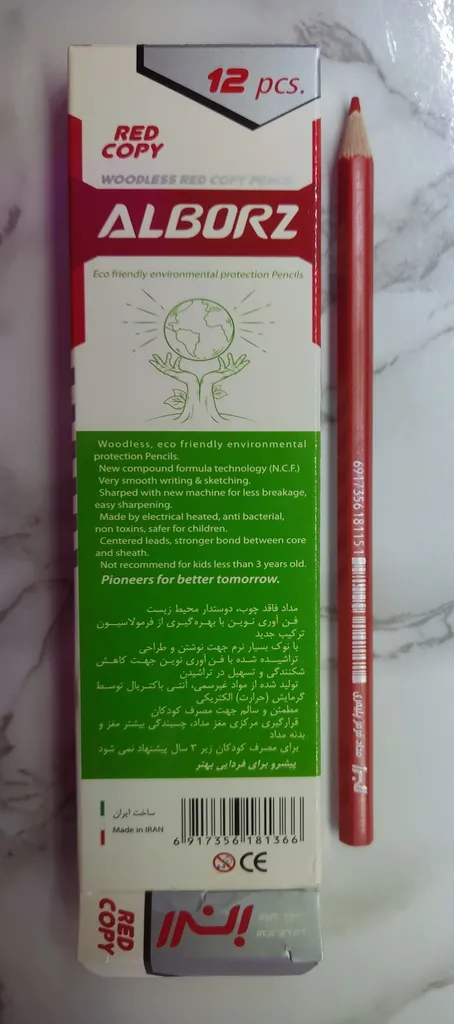 12 pcs.
RED
COPY
WOODLESS RED COPY PENCIL
ALBORZ
Eco friendly environmental protection Pencils
Woodless, eco friendly environmental
protection Pencils.
New compound formula technology (N.C.F.)
Very smooth writing & sketching.
Sharped with new machine for less breakage,
easy sharpening.
Made by electrical heated, anti bacterial,
non toxins, safer for children.
Centered leads, stronger bond between core
and sheath.
Not recommend for kids less than 3 years old.
Pioneers for better tomorrow.
مداد فاقد چوب، دوستدار محیط زیست
فن آوری نوین با بهره‌گیری از فرمولاسیون
ترکیب جدید
با نوک بسیار نرم جهت نوشتن و طراحی
تراشیده شده با فن آوری نوین جهت کاهش
شکنندگی و تسهیل در تراشیدن
تولید شده از مواد غیرسمی، آنتی باکتریال توسط
گرمایش (حرارت) الکتریکی
مطمئن و سالم جهت مصرف کودکان
قرارگیری مرکزی مغز مداد، چسبندگی بیشتر مغز و
بدنه مداد
برای مصرف کودکان زیر ۳ سال پیشنهاد نمی شود
پیشرو برای فردایی بهتر
ساخت ایران
Made in IRAN
6 917356 181366
CE
RED
COPY
البرز
6917356181151
مداد قرمز پلیمری
البرز